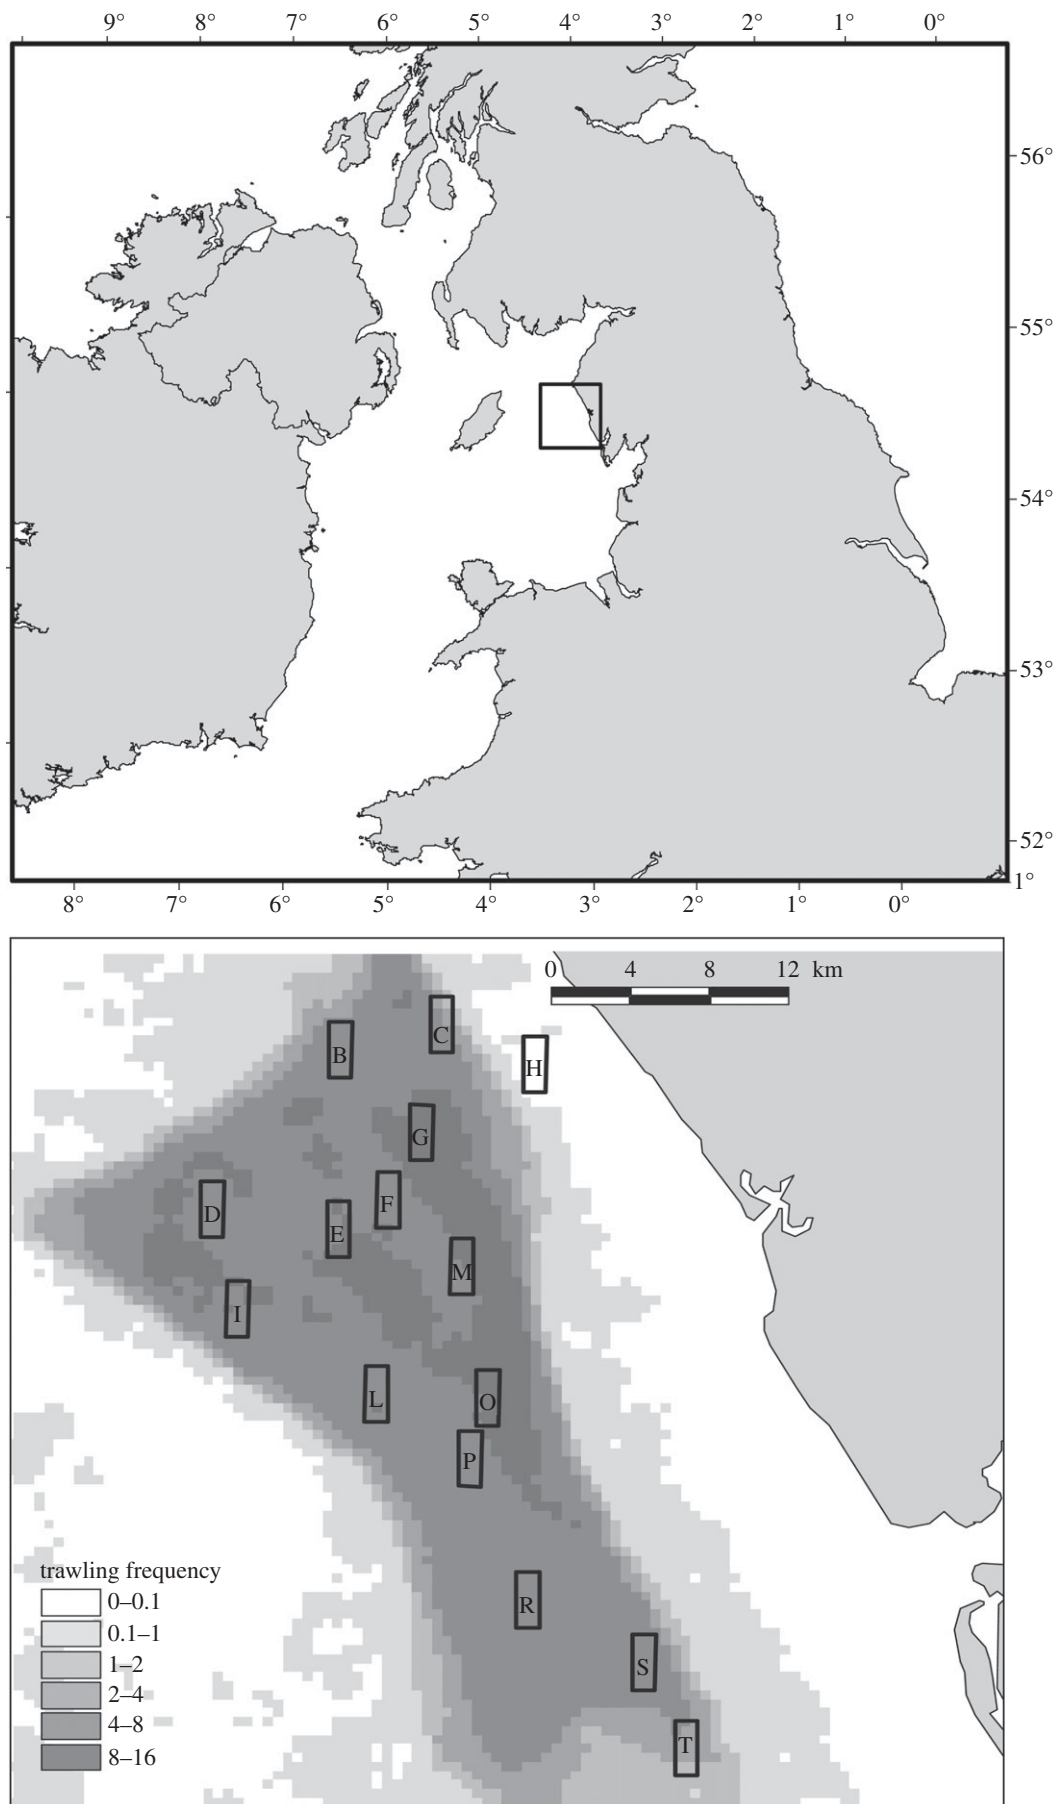 9° 8° 7° 6° 5° 4° 3° 2° 1° 0°
56°
55°
54°
53°
52°
1°
8° 7° 6° 5° 4° 3° 2° 1° 0°
0 4 8 12 km
C
B
H
G
F
D
E
M
I
L
O
P
R
S
T
trawling frequency
0–0.1
0.1–1
1–2
2–4
4–8
8–16